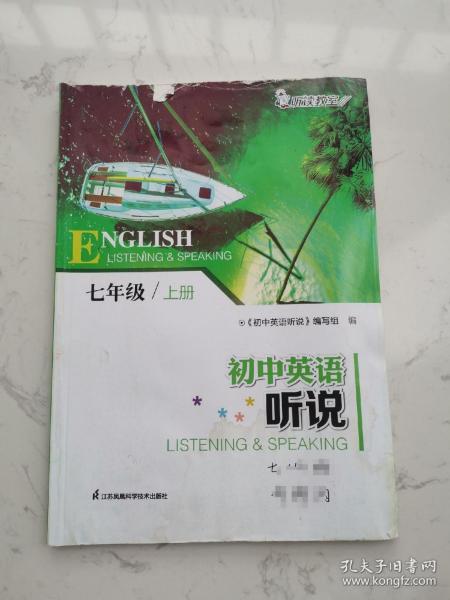 听读教室
ENGLISH
LISTENING & SPEAKING
七年级 / 上册
◎《初中英语听说》编写组 编
初中英语
听说
LISTENING & SPEAKING
七
江苏凤凰科学技术出版社
孔夫子旧书网
www.kongfz.com